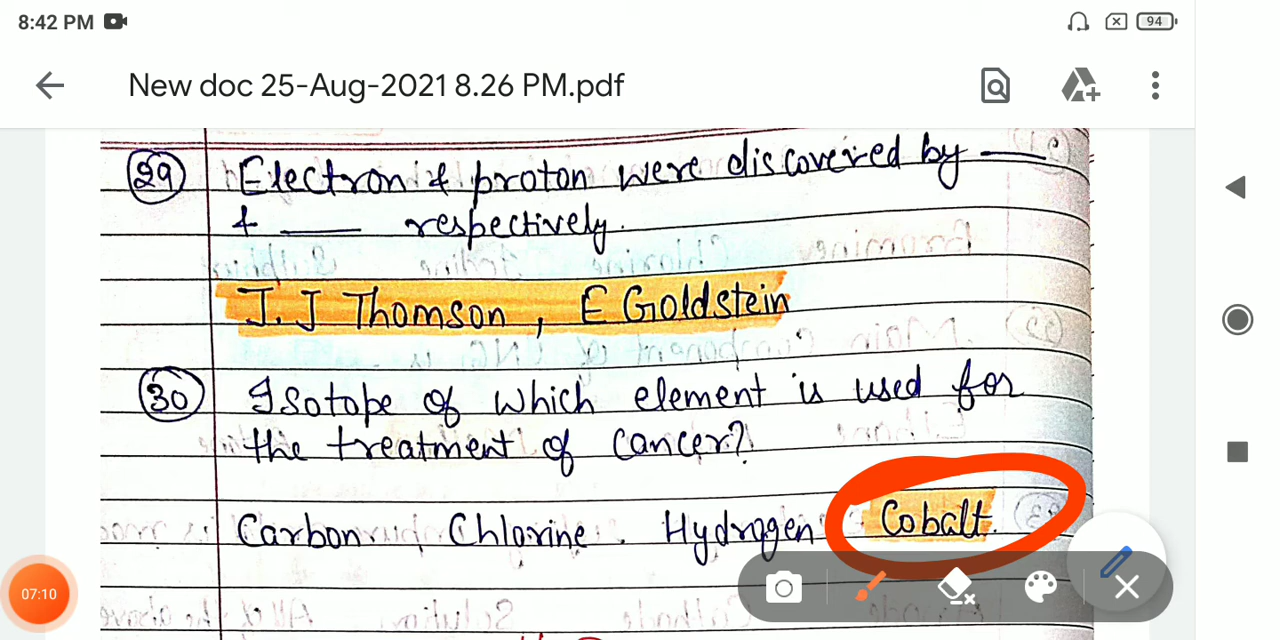 8:42 PM
94
New doc 25-Aug-2021 8.26 PM.pdf
29 Electron & proton were discovered by ___
& ___ respectively.
J.J Thomson, E Goldstein
30 Isotope of which element is used for
the treatment of cancer?
Carbon Chlorine. Hydrogen Cobalt.
07:10